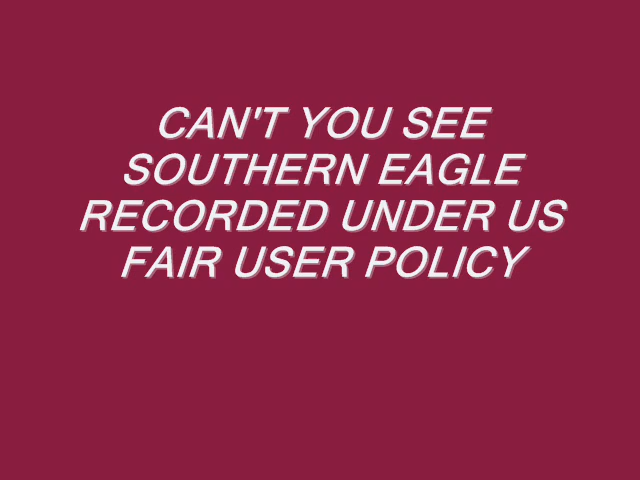 CAN'T YOU SEE
SOUTHERN EAGLE
RECORDED UNDER US
FAIR USER POLICY